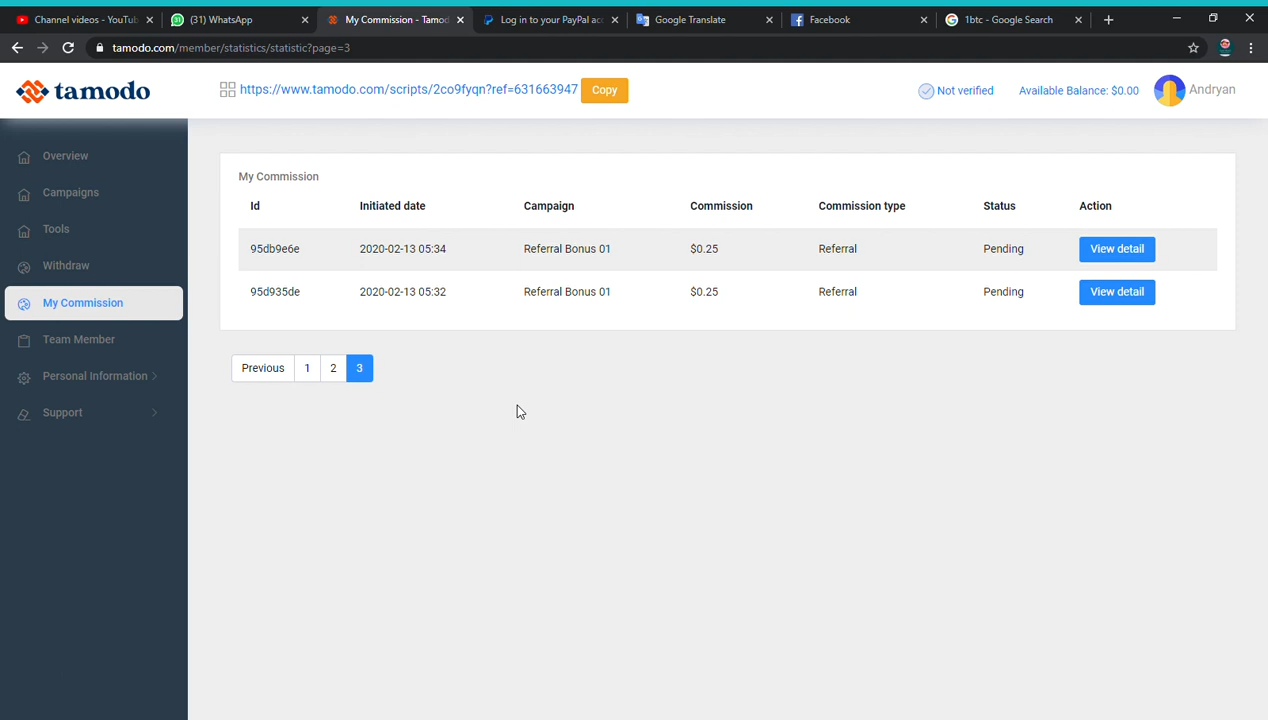 Channel videos - YouTub
(31) WhatsApp
My Commission - Tamod
Log in to your PayPal acc
Google Translate
Facebook
1btc - Google Search
tamodo.com/member/statistics/statistic?page=3
tamodo
https://www.tamodo.com/scripts/2co9fyqn?ref=631663947
Copy
Not verified
Available Balance: $0.00
Andryan
Overview
Campaigns
Tools
Withdraw
My Commission
Team Member
Personal Information
Support
My Commission
Id Initiated date Campaign Commission Commission type Status Action
95db9e6e 2020-02-13 05:34 Referral Bonus 01 $0.25 Referral Pending View detail
95d935de 2020-02-13 05:32 Referral Bonus 01 $0.25 Referral Pending View detail
Previous 1 2 3